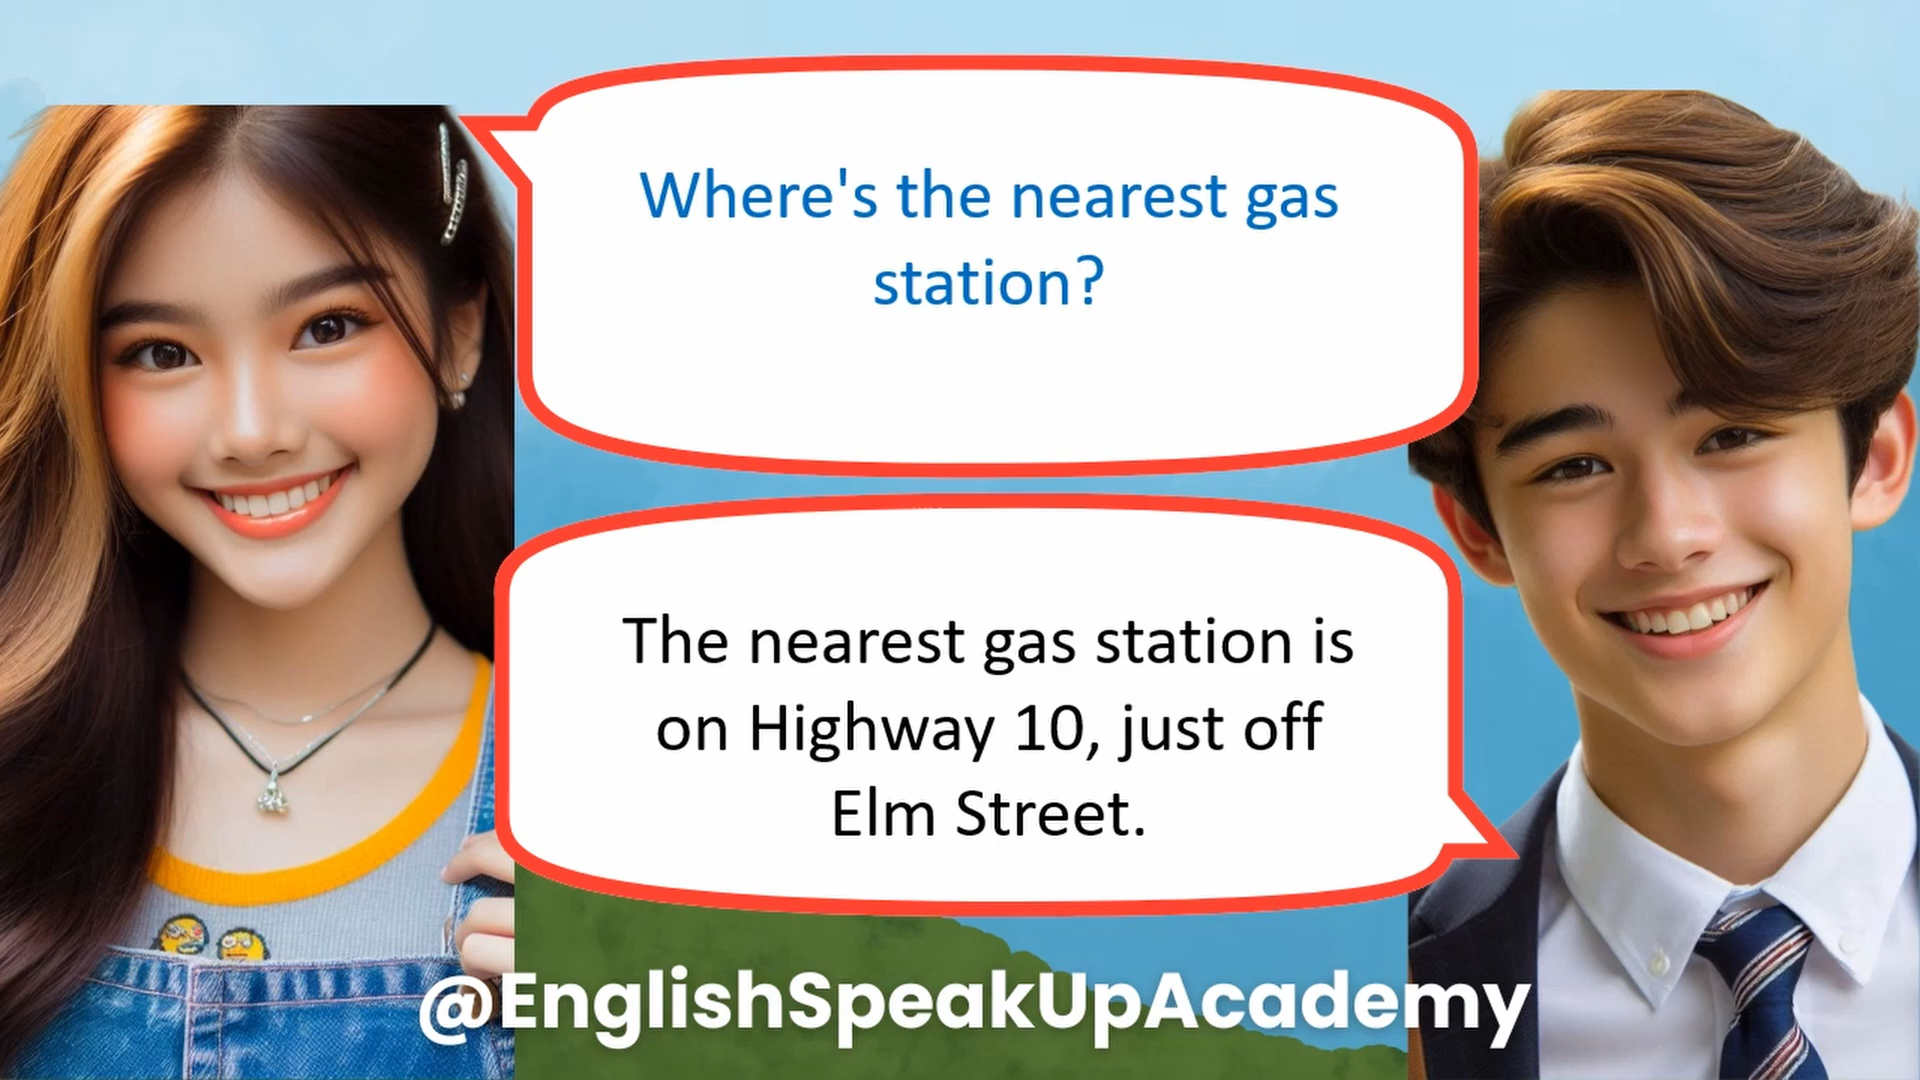 Where's the nearest gas
station?
The nearest gas station is
on Highway 10, just off
Elm Street.
@EnglishSpeakUpAcademy